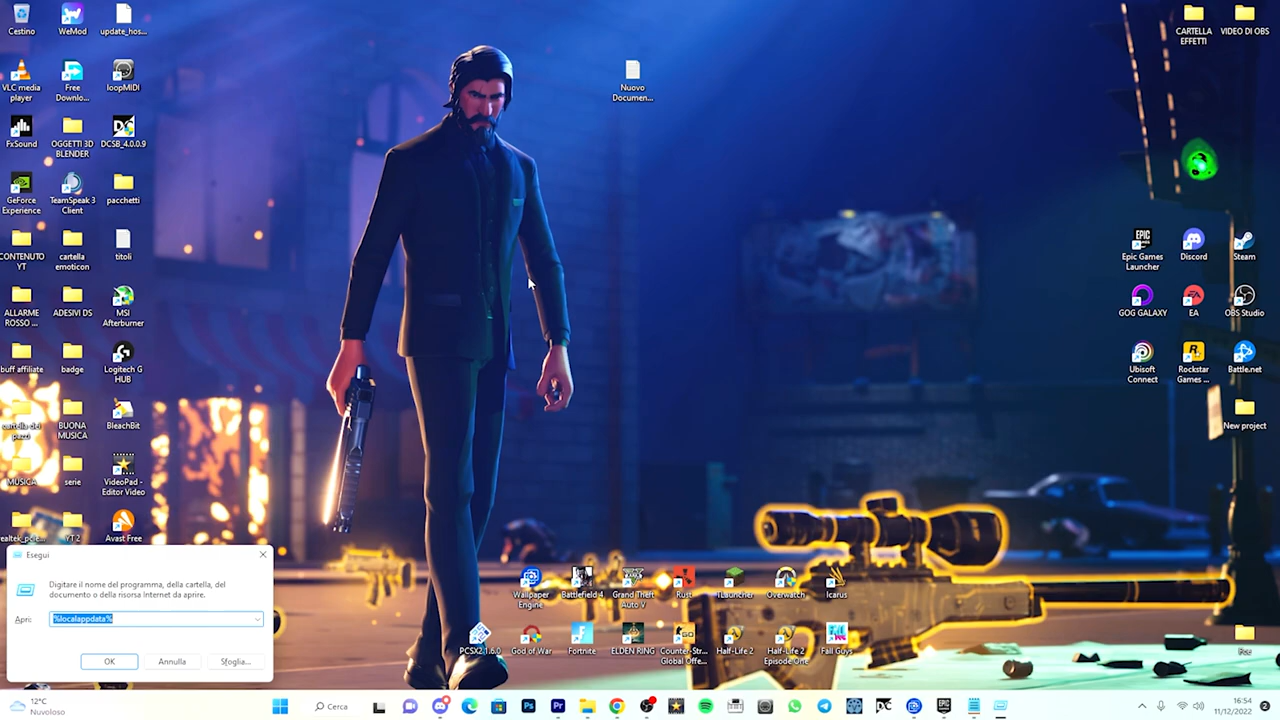 Cestino
WeMod
update_hos...
VLC media
player
Free
Downlo...
loopMIDI
FxSound
OGGETTI 3D
BLENDER
DCSB_4.0.0.9
GeForce
Experience
TeamSpeak 3
Client
pacchetti
CONTENUTO
YT
cartella
emoticon
titoli
ALLARME
ROSSO ...
ADESIVI DS
MSI
Afterburner
buff affiliate
badge
Logitech G
HUB
cartella dei
pazzi
BUONA
MUSICA
BleachBit
MUSICA
serie
VideoPad -
Editor Video
realtek_pcie...
YT 2
Avast Free
Nuovo
Documen...
CARTELLA
EFFETTI
VIDEO DI OBS
Epic Games
Launcher
Discord
Steam
GOG GALAXY
EA
OBS Studio
Ubisoft
Connect
Rockstar
Games ...
Battle.net
New project
Wallpaper
Engine
Battlefield 4
Grand Theft
Auto V
Rust
TLauncher
Overwatch
Icarus
PCSX2 1.6.0
God of War
Fortnite
ELDEN RING
Counter-Str...
Global Offe...
Half-Life 2
Half-Life 2
Episode One
Fall Guys
Esegui
Digitare il nome del programma, della cartella, del
documento o della risorsa Internet da aprire.
Apri:
%localappdata%
OK
Annulla
Sfoglia...
12°C
Nuvoloso
Cerca
16:54
11/12/2022